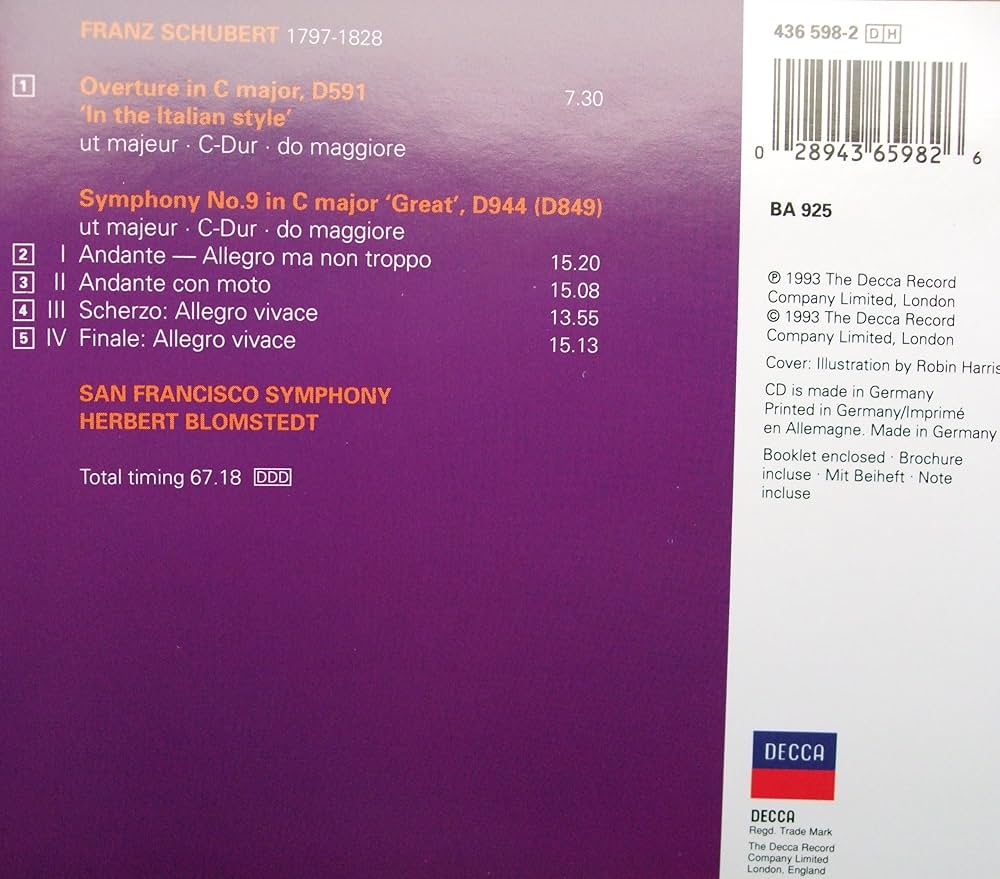 FRANZ SCHUBERT 1797-1828
1 Overture in C major, D591 7.30
‘In the Italian style’
ut majeur · C-Dur · do maggiore
Symphony No.9 in C major ‘Great’, D944 (D849)
ut majeur · C-Dur · do maggiore
2 I Andante — Allegro ma non troppo 15.20
3 II Andante con moto 15.08
4 III Scherzo: Allegro vivace 13.55
5 IV Finale: Allegro vivace 15.13
SAN FRANCISCO SYMPHONY
HERBERT BLOMSTEDT
Total timing 67.18 DDD
436 598-2 DH
0 28943 65982 6
BA 925
℗ 1993 The Decca Record
Company Limited, London
© 1993 The Decca Record
Company Limited, London
Cover: Illustration by Robin Harris
CD is made in Germany
Printed in Germany/Imprimé
en Allemagne. Made in Germany
Booklet enclosed · Brochure
incluse · Mit Beiheft · Note
incluse
DECCA
DECCA
Regd. Trade Mark
The Decca Record
Company Limited
London, England